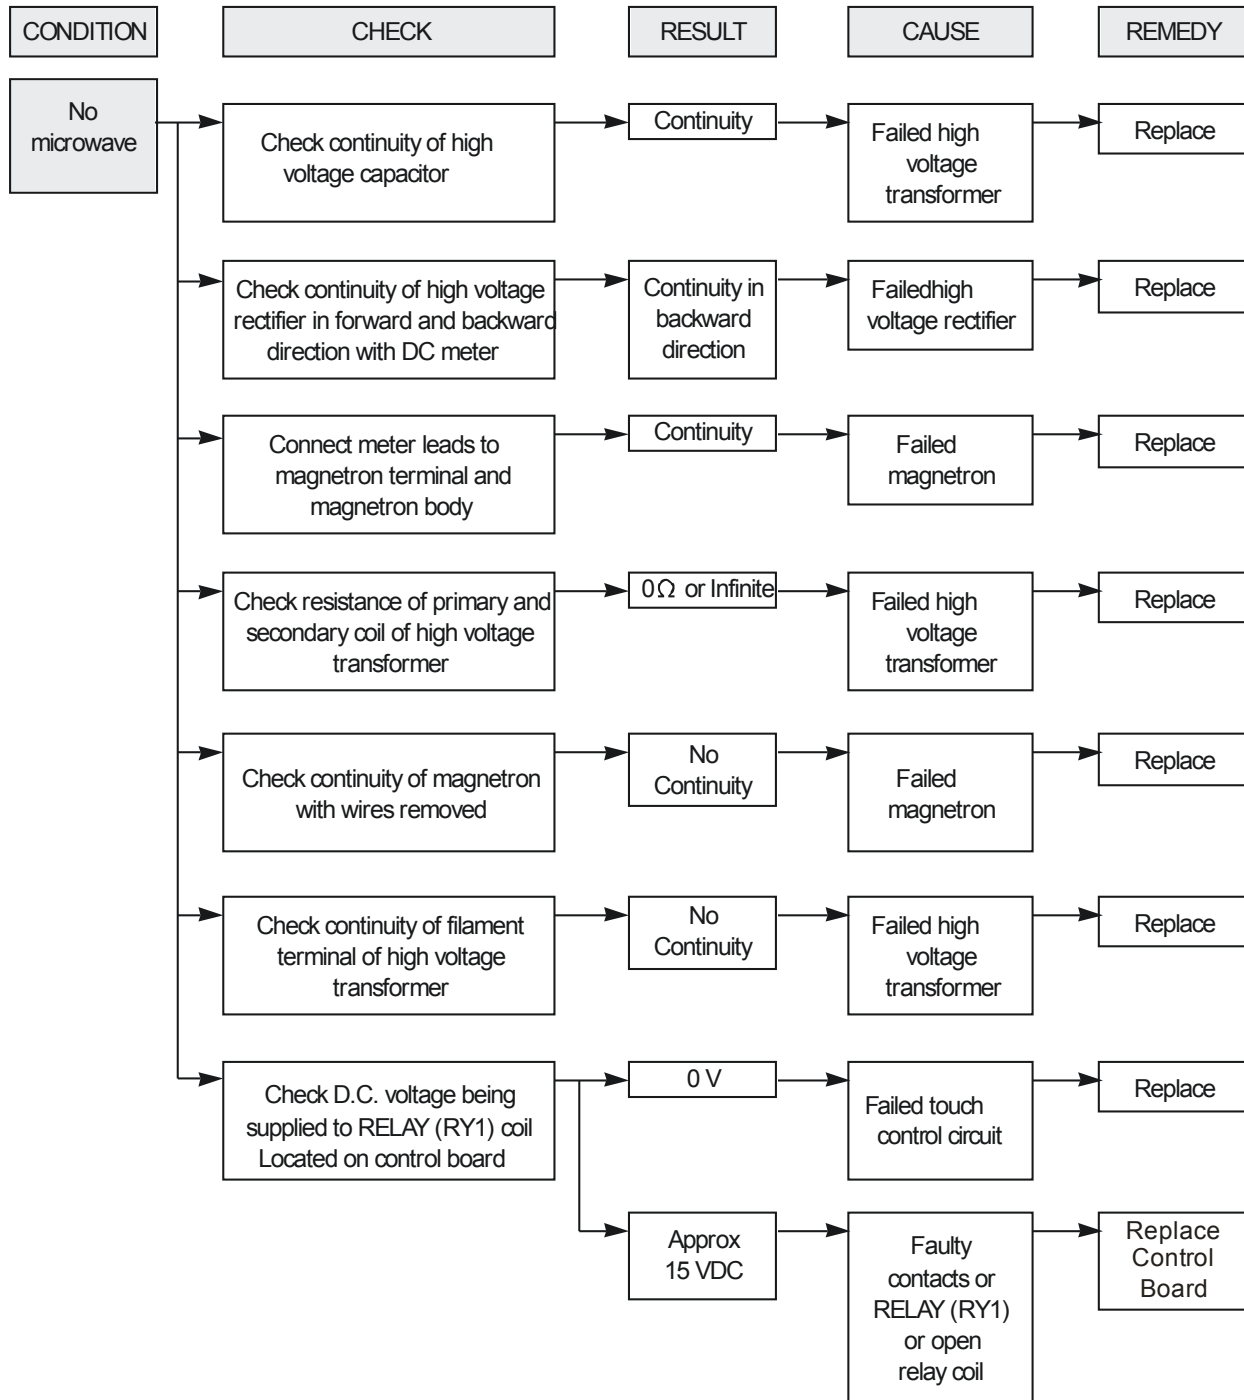 CONDITION
CHECK
RESULT
CAUSE
REMEDY
No
microwave
Check continuity of high
voltage capacitor
Continuity
Failed high
voltage
transformer
Replace
Check continuity of high voltage
rectifier in forward and backward
direction with DC meter
Continuity in
backward
direction
Failedhigh
voltage rectifier
Replace
Connect meter leads to
magnetron terminal and
magnetron body
Continuity
Failed
magnetron
Replace
Check resistance of primary and
secondary coil of high voltage
transformer
0Ω or Infinite
Failed high
voltage
transformer
Replace
Check continuity of magnetron
with wires removed
No
Continuity
Failed
magnetron
Replace
Check continuity of filament
terminal of high voltage
transformer
No
Continuity
Failed high
voltage
transformer
Replace
Check D.C. voltage being
supplied to RELAY (RY1) coil
Located on control board
0 V
Failed touch
control circuit
Replace
Approx
15 VDC
Faulty
contacts or
RELAY (RY1)
or open
relay coil
Replace
Control
Board